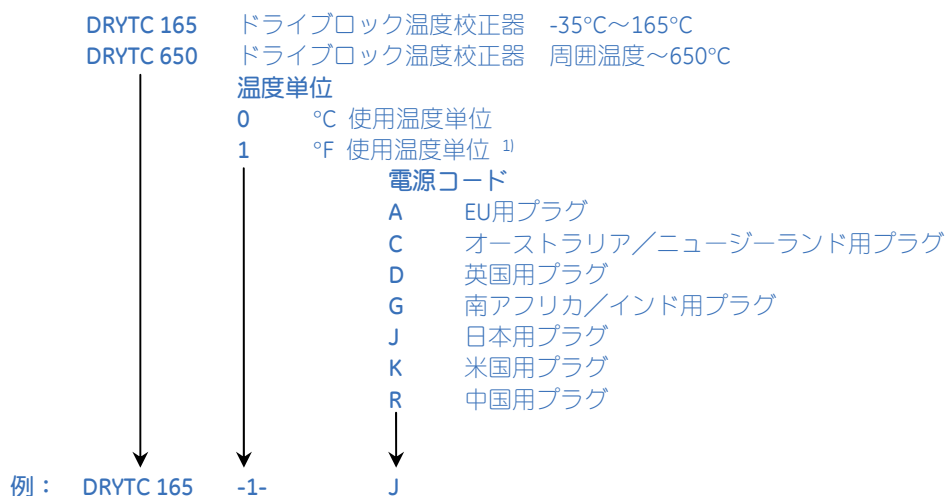 DRYTC 165 ドライブロック温度校正器 -35°C～165°C
DRYTC 650 ドライブロック温度校正器 周囲温度～650°C
温度単位
0 °C 使用温度単位
1 °F 使用温度単位 1)
電源コード
A EU用プラグ
C オーストラリア／ニュージーランド用プラグ
D 英国用プラグ
G 南アフリカ／インド用プラグ
J 日本用プラグ
K 米国用プラグ
R 中国用プラグ
例： DRYTC 165 -1- J